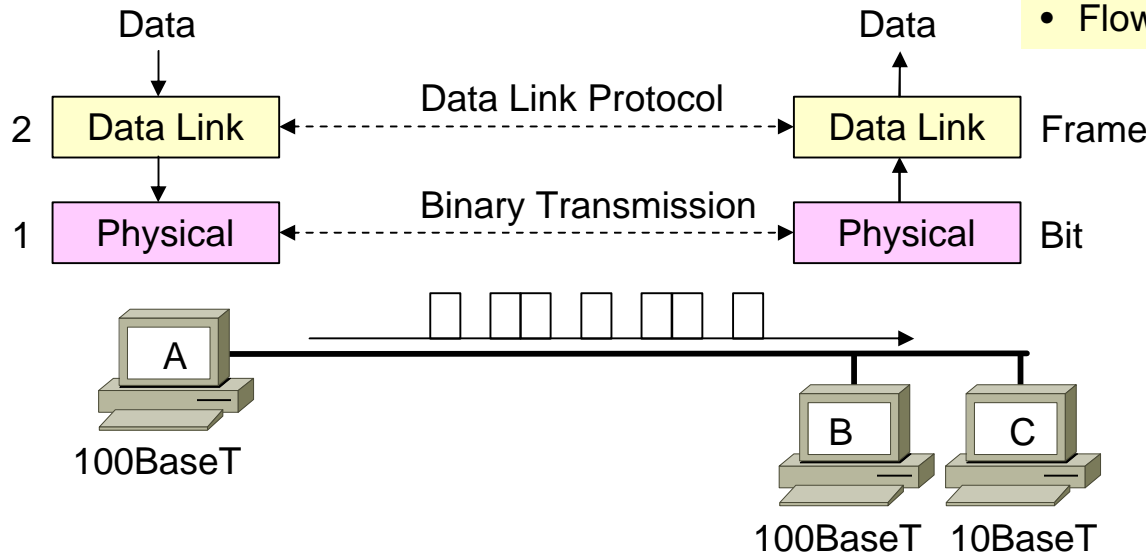 Data
Data
• Flow
2 Data Link
Data Link Protocol
Data Link
Frame
1 Physical
Binary Transmission
Physical
Bit
A
B
C
100BaseT
100BaseT
10BaseT